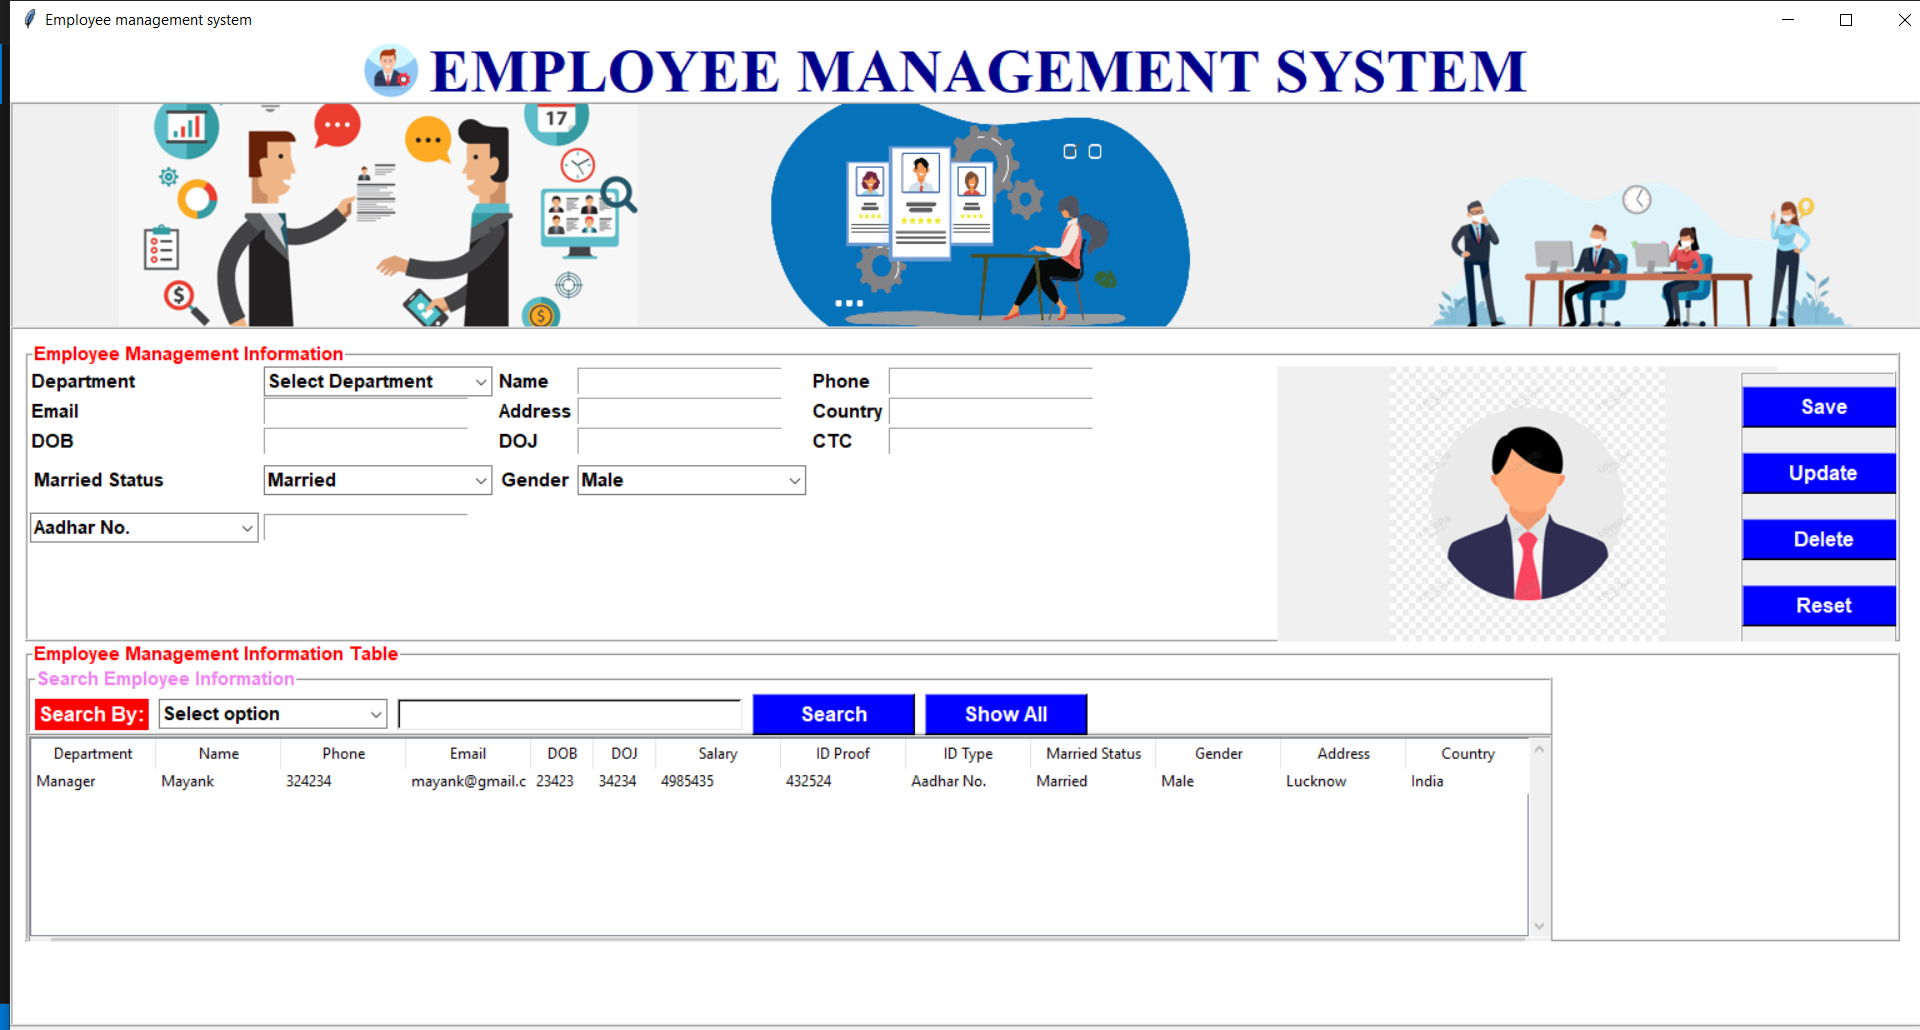 Employee management system
EMPLOYEE MANAGEMENT SYSTEM
17
Employee Management Information
Department Select Department Name Phone
Email Address Country
DOB DOJ CTC
Married Status Married Gender Male
Aadhar No.
Save
Update
Delete
Reset
Employee Management Information Table
Search Employee Information
Search By: Select option Search Show All
Department Name Phone Email DOB DOJ Salary ID Proof ID Type Married Status Gender Address Country
Manager Mayank 324234 mayank@gmail.c 23423 34234 4985435 432524 Aadhar No. Married Male Lucknow India